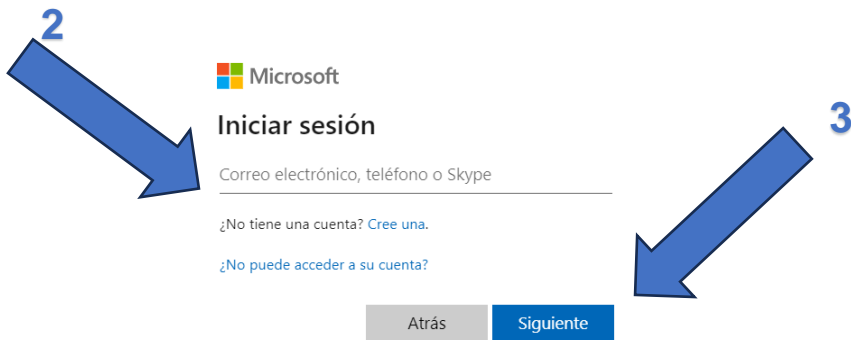 2
Microsoft
Iniciar sesión
3
Correo electrónico, teléfono o Skype
¿No tiene una cuenta? Cree una.
¿No puede acceder a su cuenta?
Atrás Siguiente